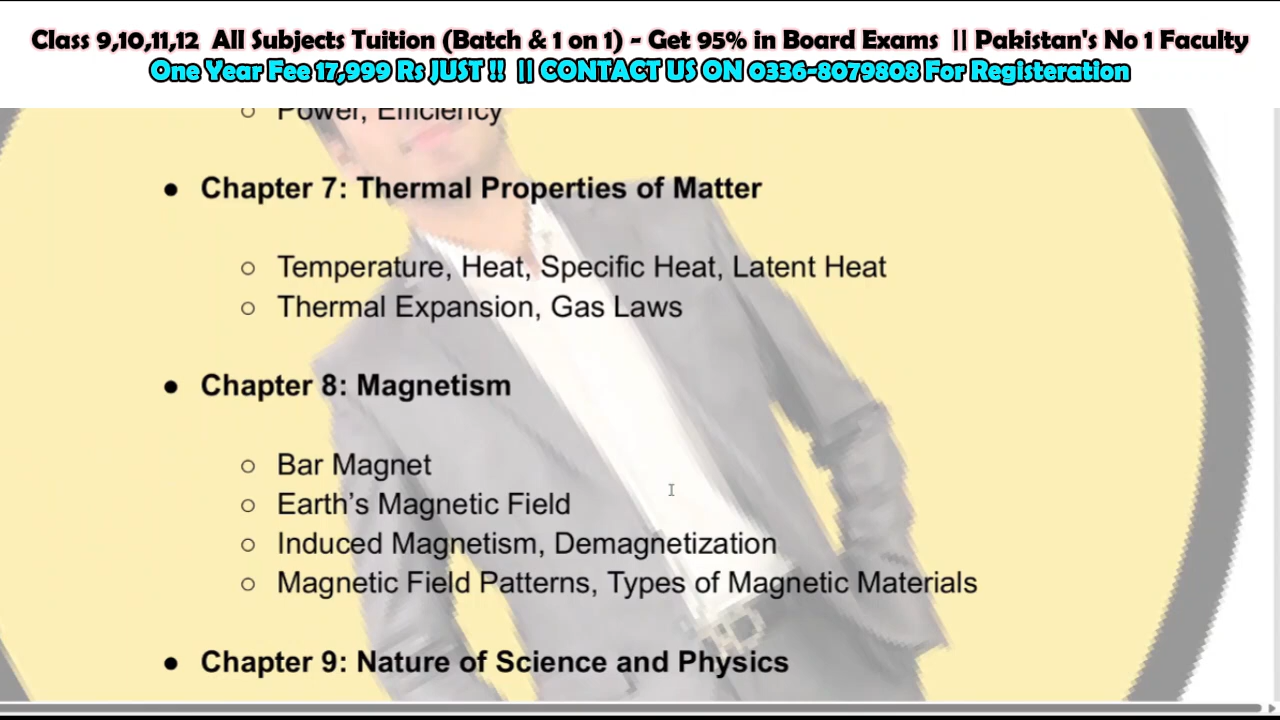 Class 9,10,11,12 All Subjects Tuition (Batch & 1 on 1) - Get 95% in Board Exams || Pakistan's No 1 Faculty
One Year Fee 17,999 Rs JUST !! || CONTACT US ON 0336-8079808 For Registeration
○ Power, Efficiency
● Chapter 7: Thermal Properties of Matter
○ Temperature, Heat, Specific Heat, Latent Heat
○ Thermal Expansion, Gas Laws
● Chapter 8: Magnetism
○ Bar Magnet
○ Earth’s Magnetic Field
○ Induced Magnetism, Demagnetization
○ Magnetic Field Patterns, Types of Magnetic Materials
● Chapter 9: Nature of Science and Physics